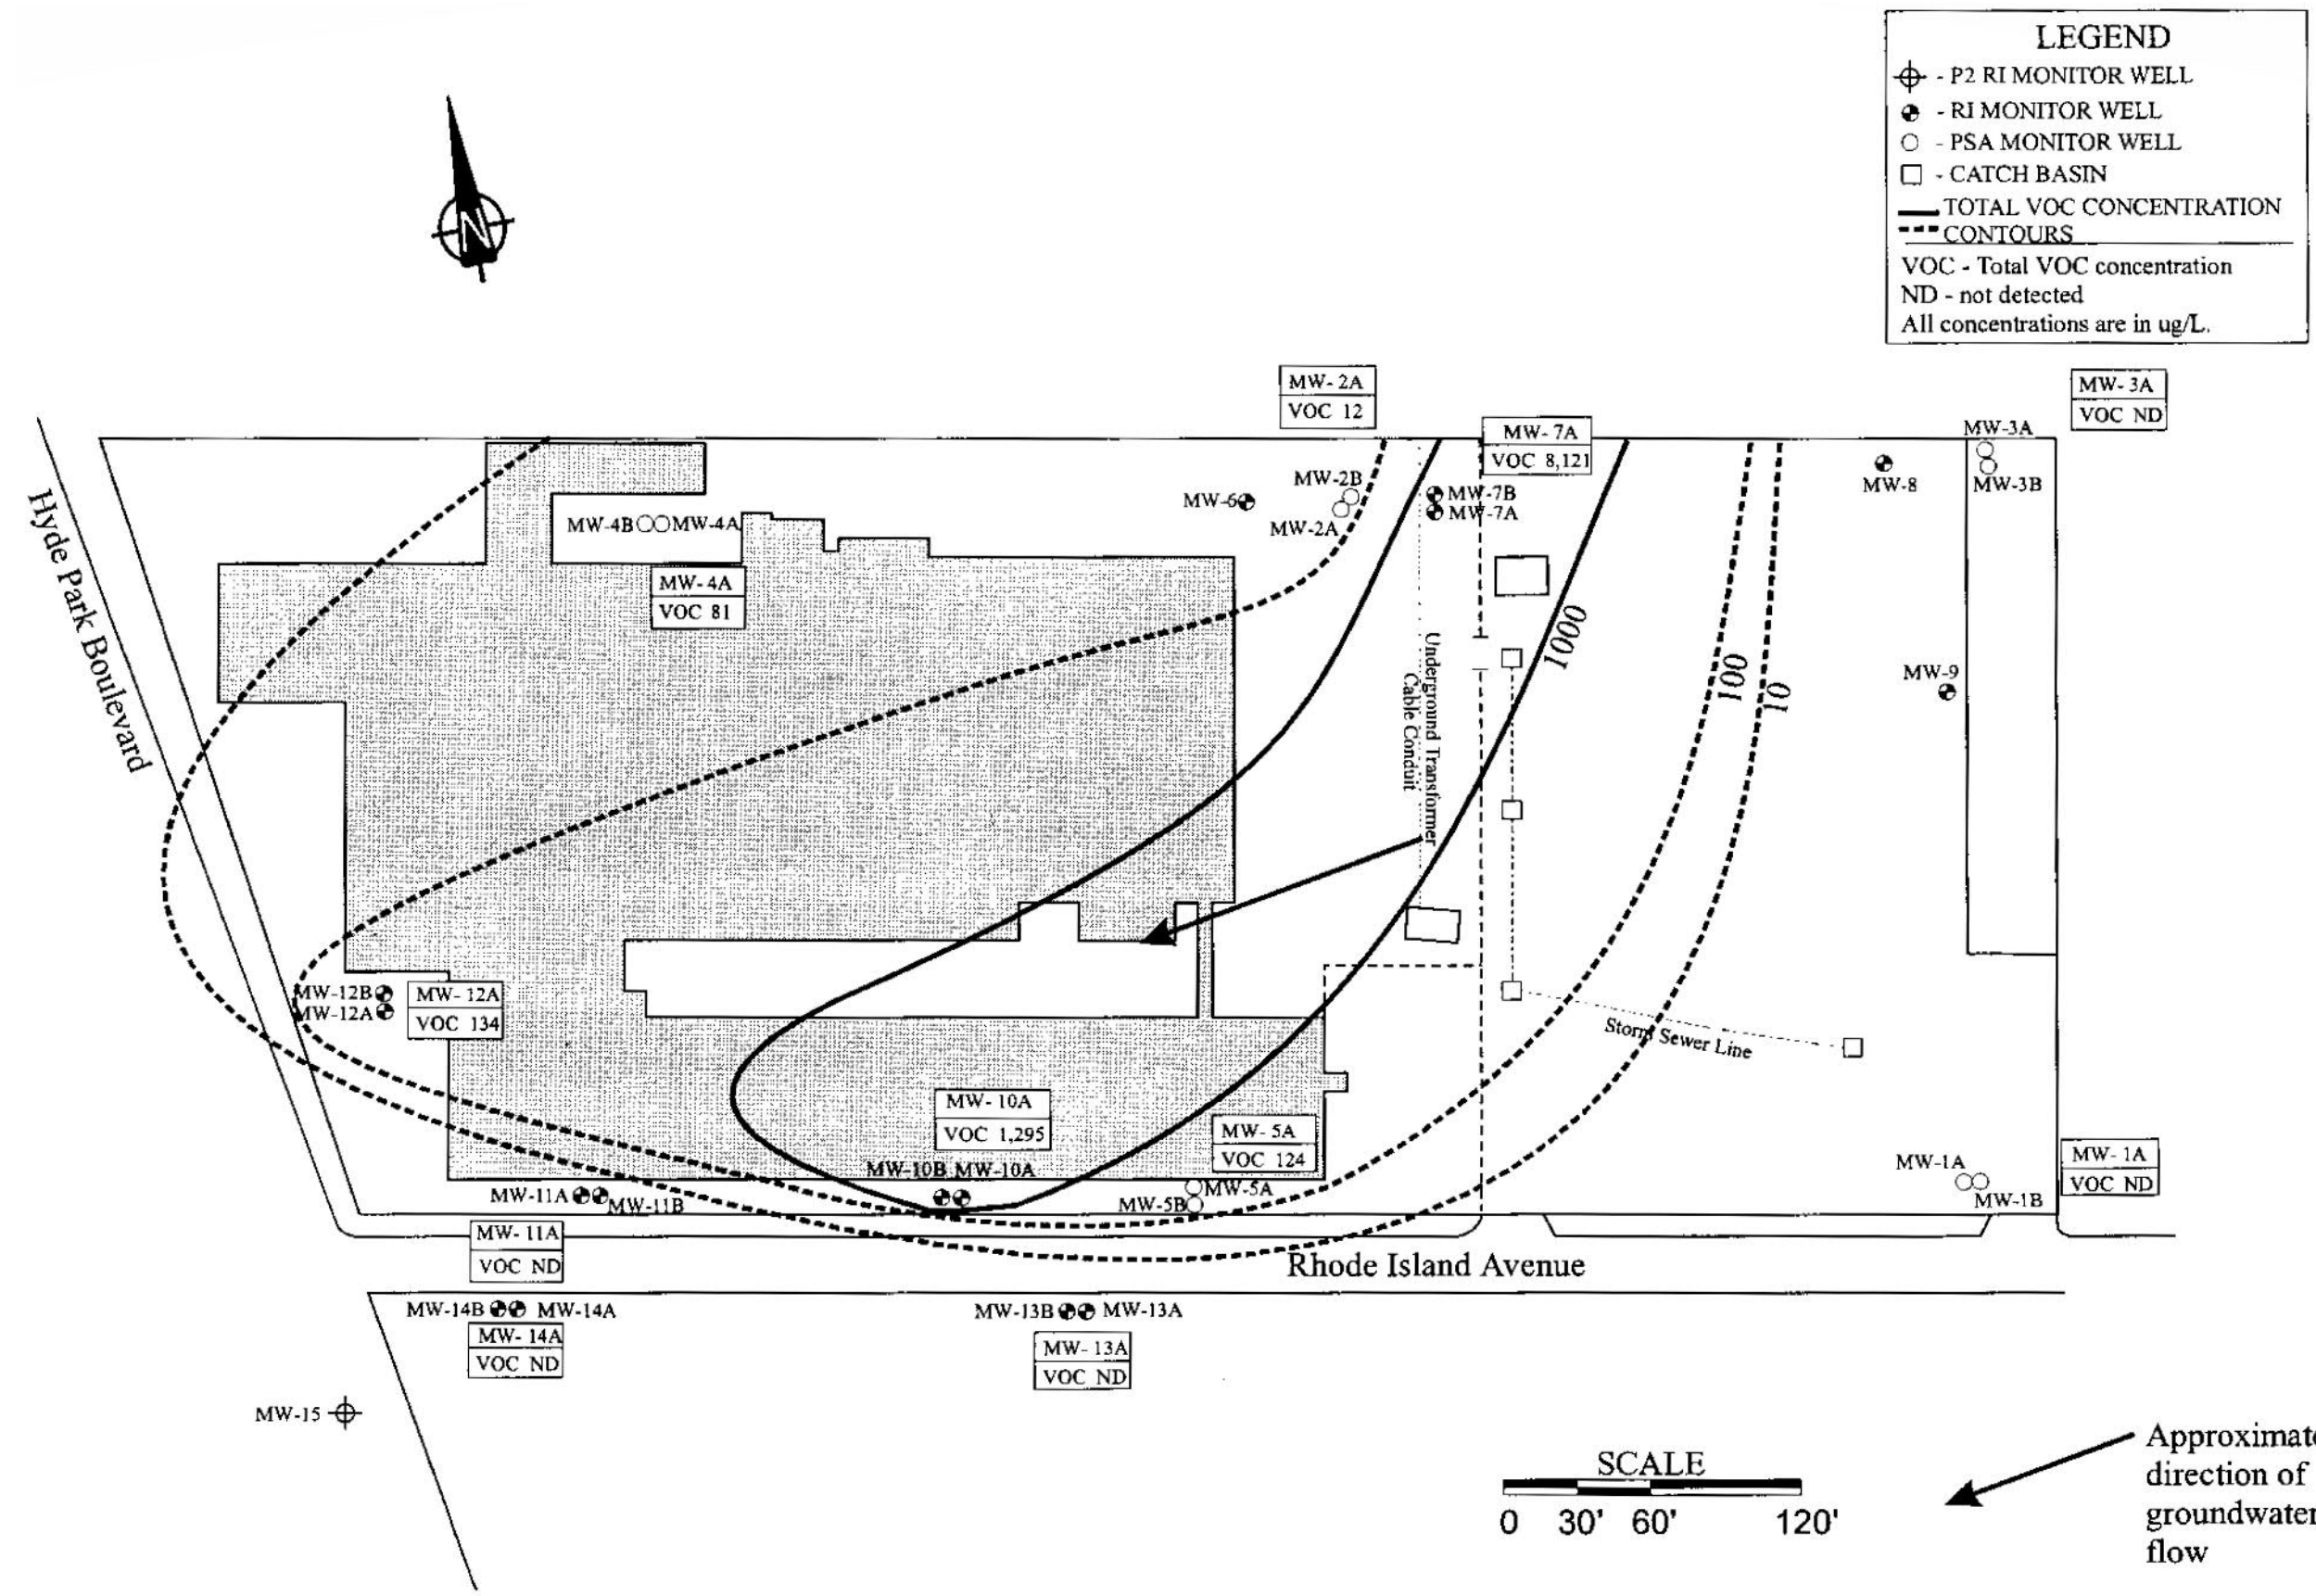 LEGEND
- P2 RI MONITOR WELL
- RI MONITOR WELL
- PSA MONITOR WELL
- CATCH BASIN
TOTAL VOC CONCENTRATION
CONTOURS
VOC - Total VOC concentration
ND - not detected
All concentrations are in ug/L.
N
MW- 2A
VOC 12
MW- 3A
VOC ND
MW- 7A
VOC 8,121
MW-3A
MW-8
MW-3B
MW-2B
MW-6
MW-2A
MW-7B
MW-7A
MW-4B
MW-4A
MW- 4A
VOC 81
Hyde Park Boulevard
Underground Transformer
Cable Conduit
1000
100
10
MW-9
MW-12B
MW-12A
MW- 12A
VOC 134
Storm Sewer Line
MW- 10A
VOC 1,295
MW- 5A
VOC 124
MW-10B
MW-10A
MW-11A
MW-11B
MW-5A
MW-5B
MW-1A
MW-1B
MW- 1A
VOC ND
MW- 11A
VOC ND
Rhode Island Avenue
MW-14B
MW-14A
MW- 14A
VOC ND
MW-13B
MW-13A
MW- 13A
VOC ND
MW-15
SCALE
0 30' 60' 120'
Approximate
direction of
groundwater
flow